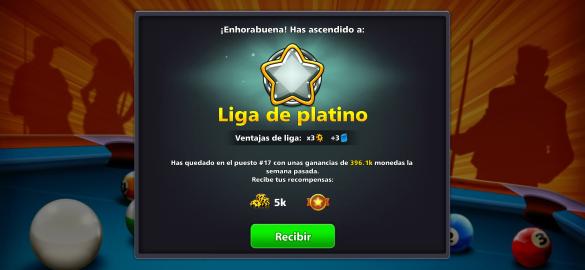 ¡Enhorabuena! Has ascendido a:
Liga de platino
Ventajas de liga: x3 +3
Has quedado en el puesto #17 con unas ganancias de 396.1k monedas la
semana pasada.
Recibe tus recompensas:
5k
Recibir
3